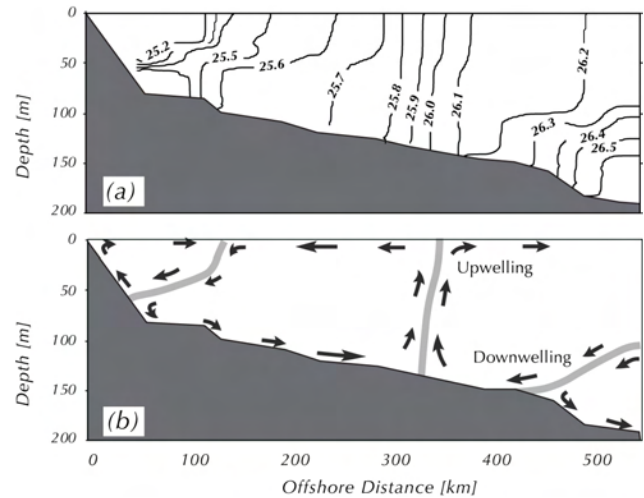 0
50
100
150
200
Depth [m]
(a)
25.2
25.5
25.6
25.7
25.8
25.9
26.0
26.1
26.2
26.3
26.4
26.5
0
50
100
150
200
Depth [m]
(b)
Upwelling
Downwelling
0 100 200 300 400 500
Offshore Distance [km]